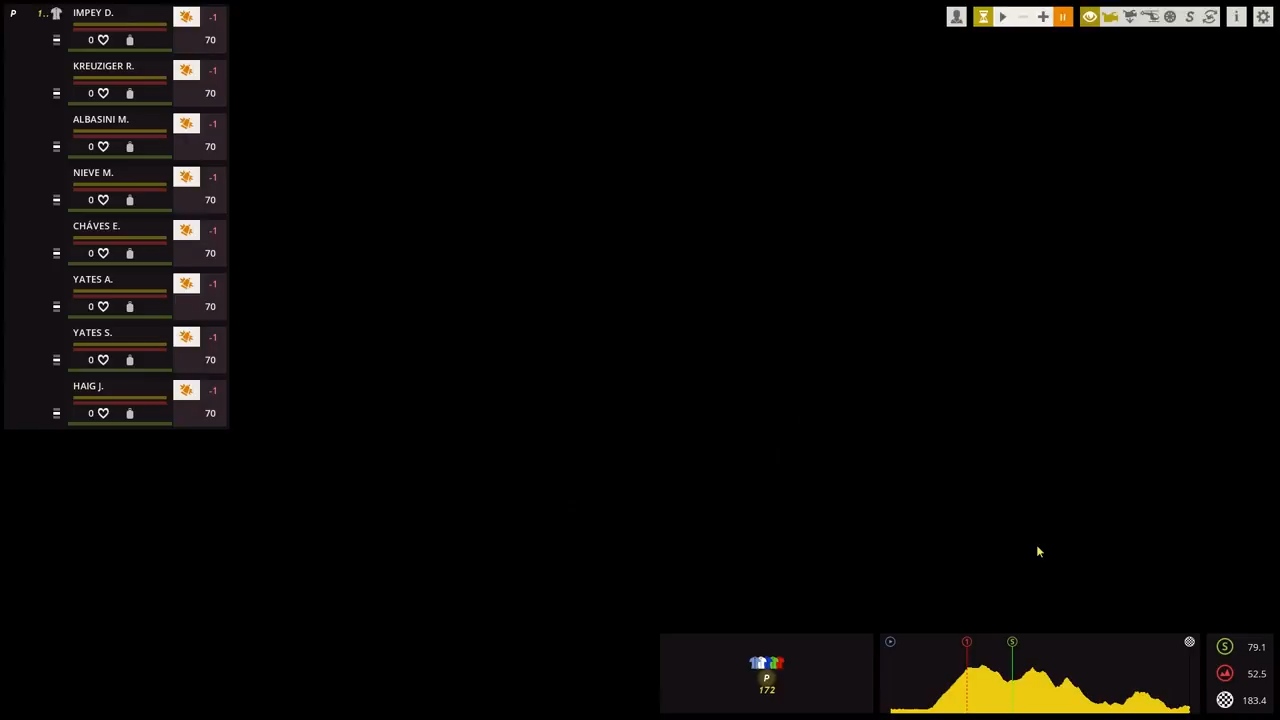 P 1.. IMPEY D. -1
0 70
KREUZIGER R. -1
0 70
ALBASINI M. -1
0 70
NIEVE M. -1
0 70
CHÁVES E. -1
0 70
YATES A. -1
0 70
YATES S. -1
0 70
HAIG J. -1
0 70
S i
P
172
1 S
S 79.1
52.5
183.4